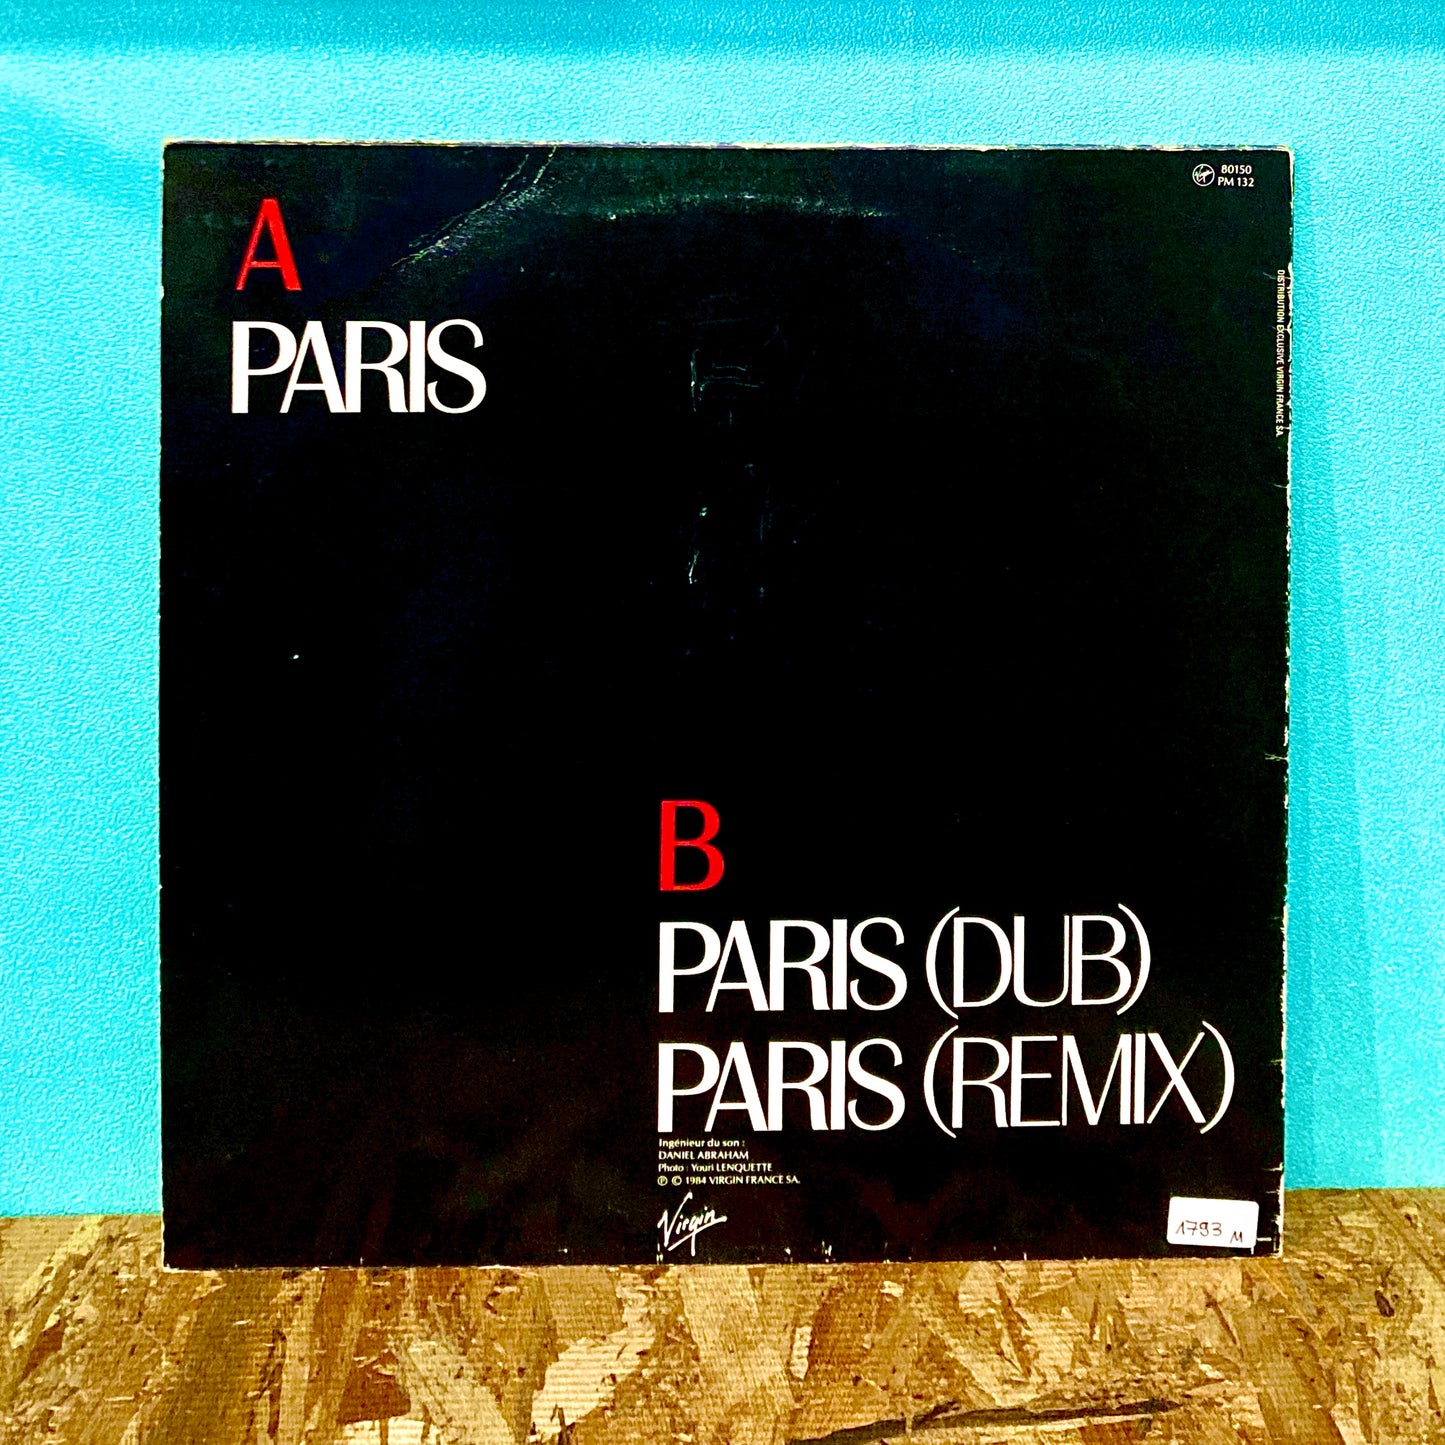 Virgin
80150
PM 132
DISTRIBUTION EXCLUSIVE VIRGIN FRANCE SA.
A
PARIS
B
PARIS (DUB)
PARIS (REMIX)
Ingénieur du son :
DANIEL ABRAHAM
Photo : Youri LENQUETTE
℗ © 1984 VIRGIN FRANCE SA.
Virgin
1793 M